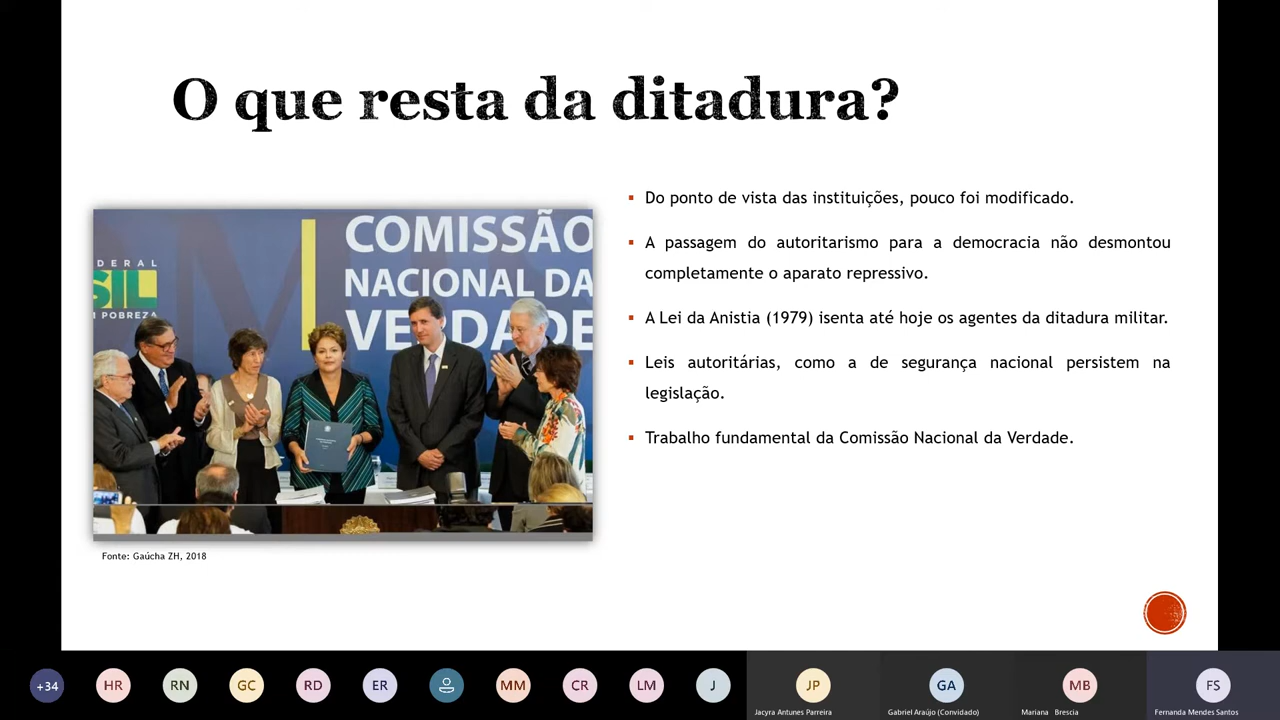 O que resta da ditadura?
DERAL
SIL
POBREZA
COMISSÃO
NACIONAL DA
VERDADE
Fonte: Gaúcha ZH, 2018
▪ Do ponto de vista das instituições, pouco foi modificado.
▪ A passagem do autoritarismo para a democracia não desmontou
completamente o aparato repressivo.
▪ A Lei da Anistia (1979) isenta até hoje os agentes da ditadura militar.
▪ Leis autoritárias, como a de segurança nacional persistem na
legislação.
▪ Trabalho fundamental da Comissão Nacional da Verdade.
+34 HR RN GC RD ER MM CR LM J JP GA MB FS
Jacyra Antunes Parreira Gabriel Araújo (Convidado) Mariana Brescia Fernanda Mendes Santos